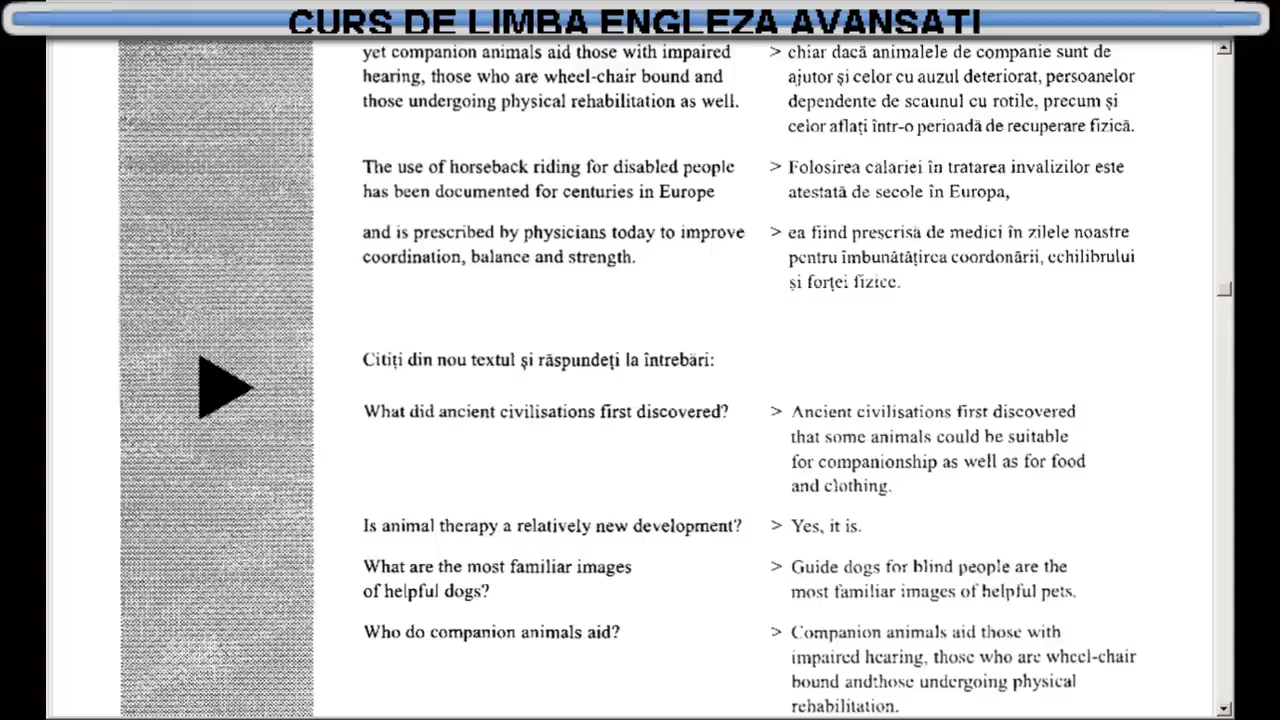 CURS DE LIMBA ENGLEZA AVANSATI
yet companion animals aid those with impaired
hearing, those who are wheel-chair bound and
those undergoing physical rehabilitation as well.
> chiar dacă animalele de companie sunt de
ajutor și celor cu auzul deteriorat, persoanelor
dependente de scaunul cu rotile, precum și
celor aflați într-o perioadă de recuperare fizică.
The use of horseback riding for disabled people
has been documented for centuries in Europe
> Folosirea călăriei în tratarea invalizilor este
atestată de secole în Europa,
and is prescribed by physicians today to improve
coordination, balance and strength.
> ea fiind prescrisă de medici în zilele noastre
pentru îmbunătățirea coordonării, echilibrului
și forței fizice.
Citiți din nou textul și răspundeți la întrebări:
What did ancient civilisations first discovered?
> Ancient civilisations first discovered
that some animals could be suitable
for companionship as well as for food
and clothing.
Is animal therapy a relatively new development?
> Yes, it is.
What are the most familiar images
of helpful dogs?
> Guide dogs for blind people are the
most familiar images of helpful pets.
Who do companion animals aid?
> Companion animals aid those with
impaired hearing, those who are wheel-chair
bound andthose undergoing physical
rehabilitation.